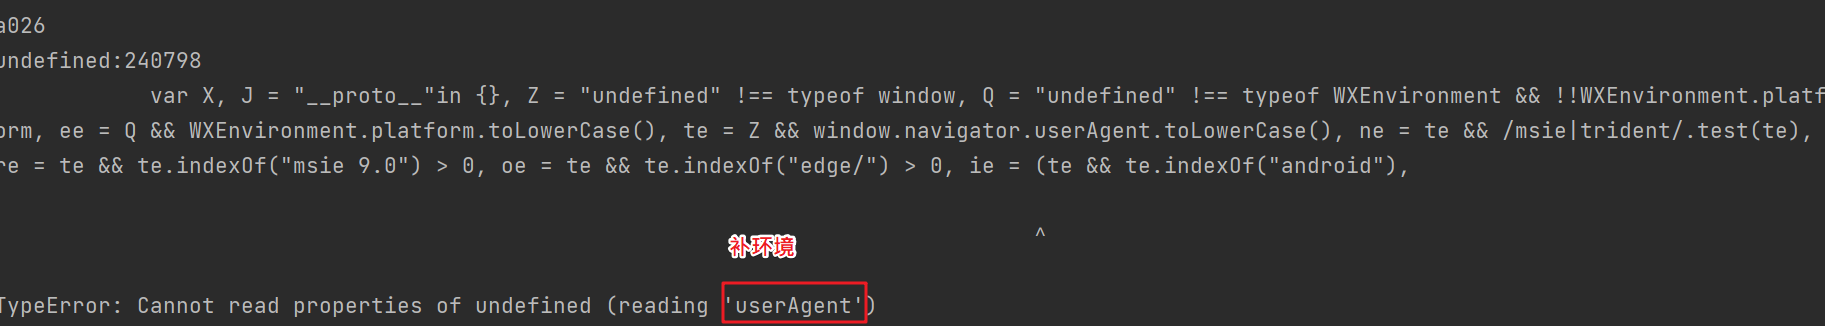 a026
undefined:240798
var X, J = "__proto__"in {}, Z = "undefined" !== typeof window, Q = "undefined" !== typeof WXEnvironment && !!WXEnvironment.platf
orm, ee = Q && WXEnvironment.platform.toLowerCase(), te = Z && window.navigator.userAgent.toLowerCase(), ne = te && /msie|trident/.test(te),
re = te && te.indexOf("msie 9.0") > 0, oe = te && te.indexOf("edge/") > 0, ie = (te && te.indexOf("android"),
^
补环境
TypeError: Cannot read properties of undefined (reading 'userAgent')